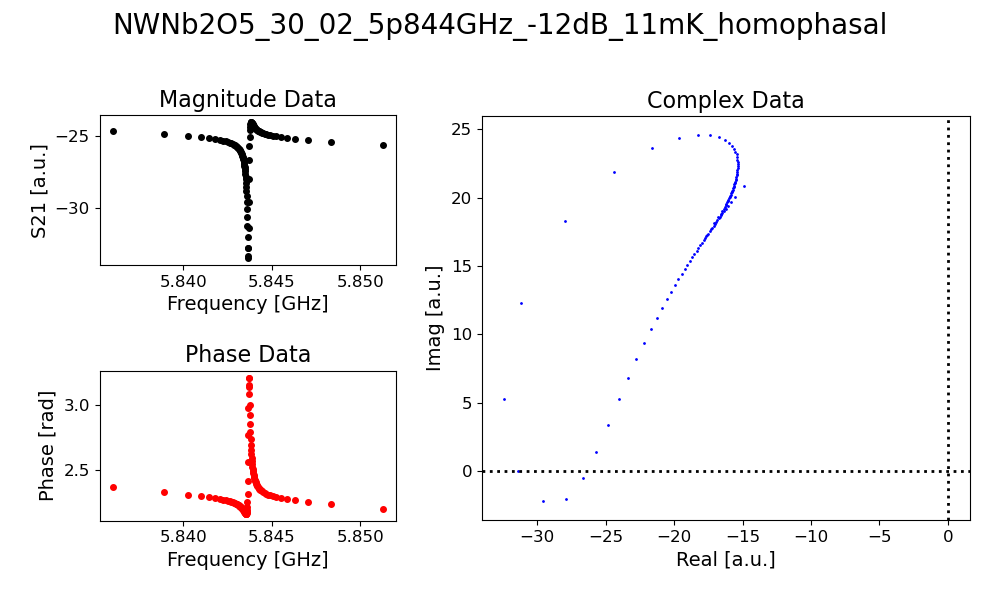 NWNb2O5_30_02_5p844GHz_-12dB_11mK_homophasal
Magnitude Data
S21 [a.u.]
−25
−30
5.840 5.845 5.850
Frequency [GHz]
Phase Data
Phase [rad]
3.0
2.5
5.840 5.845 5.850
Frequency [GHz]
Complex Data
Imag [a.u.]
25
20
15
10
5
0
−30 −25 −20 −15 −10 −5 0
Real [a.u.]